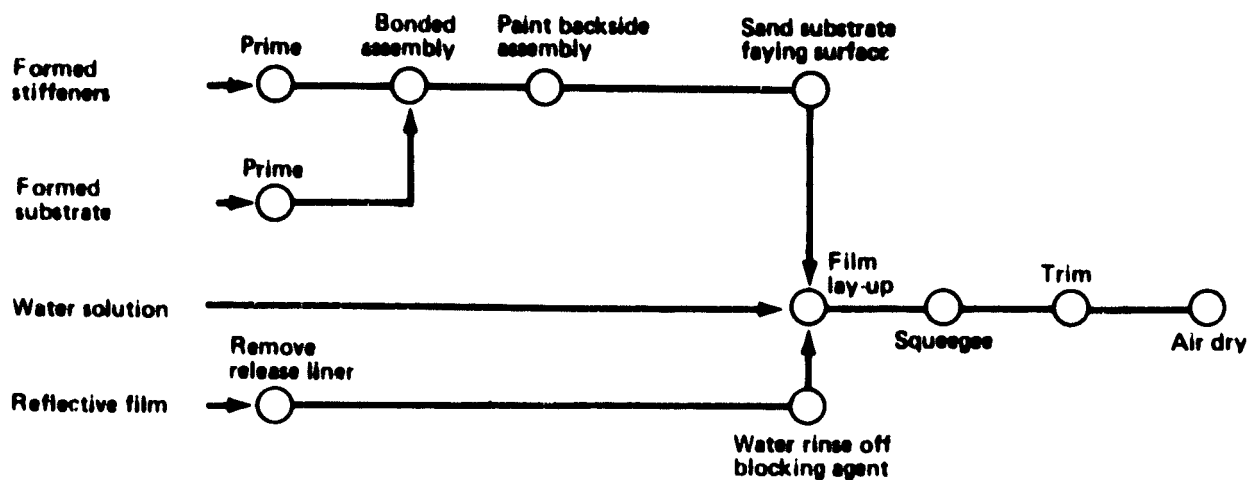 Prime
Bonded
assembly
Paint backside
assembly
Sand substrate
faying surface
Formed
stiffeners
Prime
Formed
substrate
Film
lay-up
Trim
Water solution
Squeegee
Air dry
Remove
release liner
Reflective film
Water rinse off
blocking agent